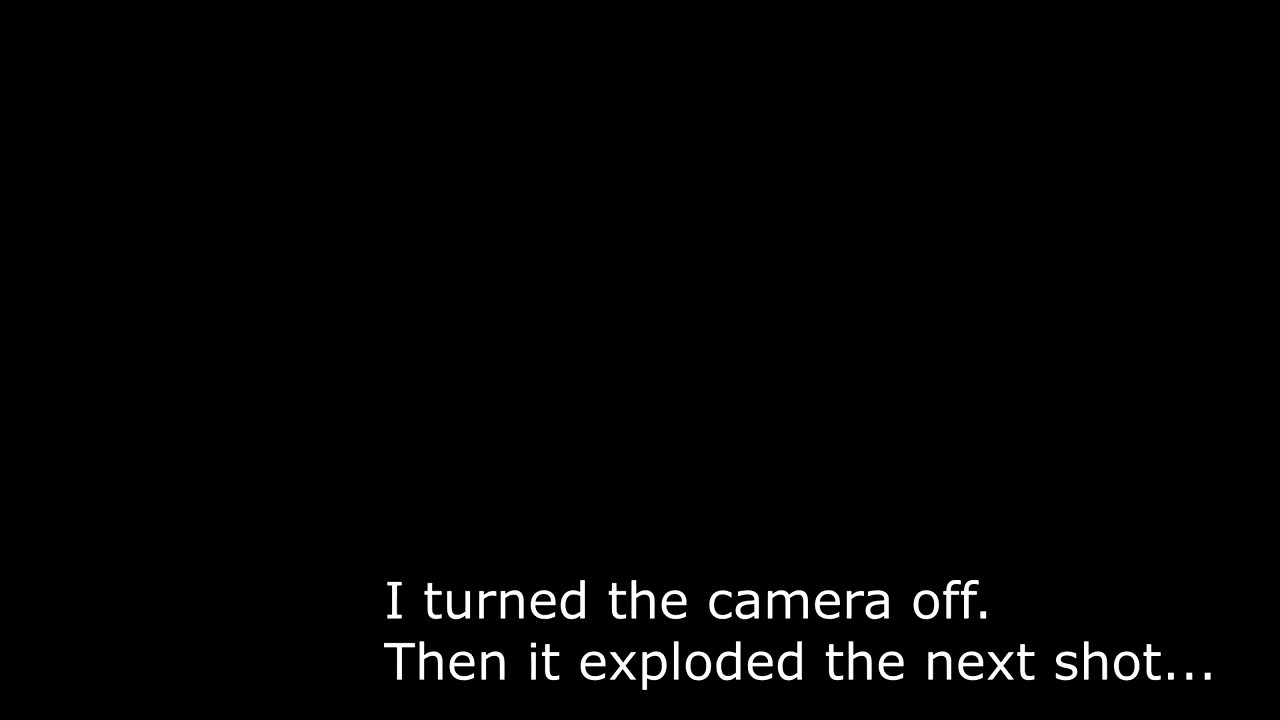 I turned the camera off.
Then it exploded the next shot...